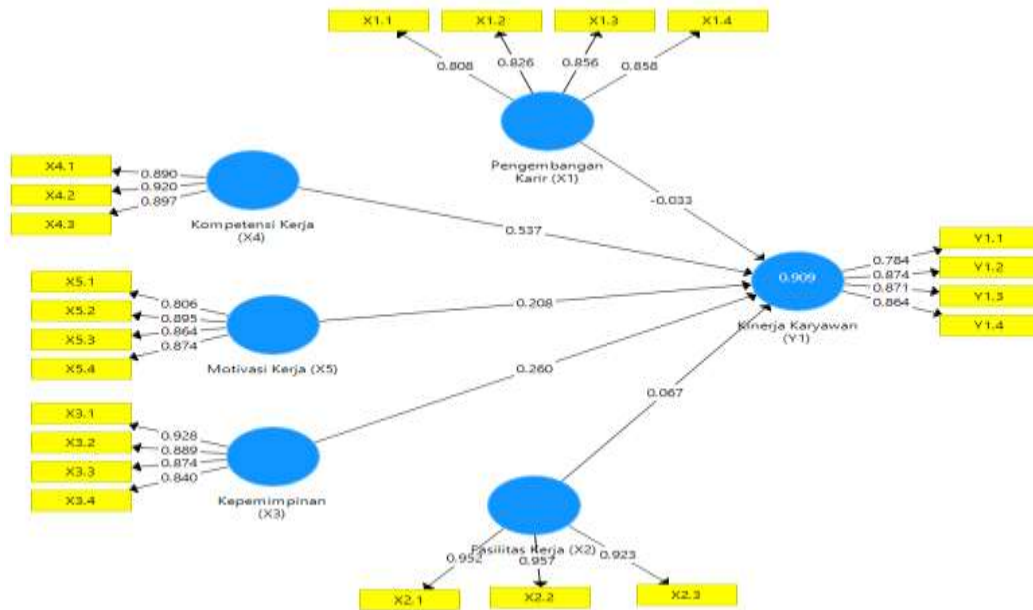 X1.1
X1.2
X1.3
X1.4
0.808
0.826
0.856
0.858
Pengembangan
Karir (X1)
-0.033
X4.1
X4.2
X4.3
0.890
0.920
0.897
Kompetensi Kerja
(X4)
0.537
X5.1
X5.2
X5.3
X5.4
0.806
0.895
0.864
0.874
Motivasi Kerja (X5)
0.208
X3.1
X3.2
X3.3
X3.4
0.928
0.889
0.874
0.840
Kepemimpinan
(X3)
0.260
0.909
Kinerja Karyawan
(Y1)
0.784
0.874
0.871
0.864
Y1.1
Y1.2
Y1.3
Y1.4
0.067
Fasilitas Kerja (X2)
0.952
0.957
0.923
X2.1
X2.2
X2.3